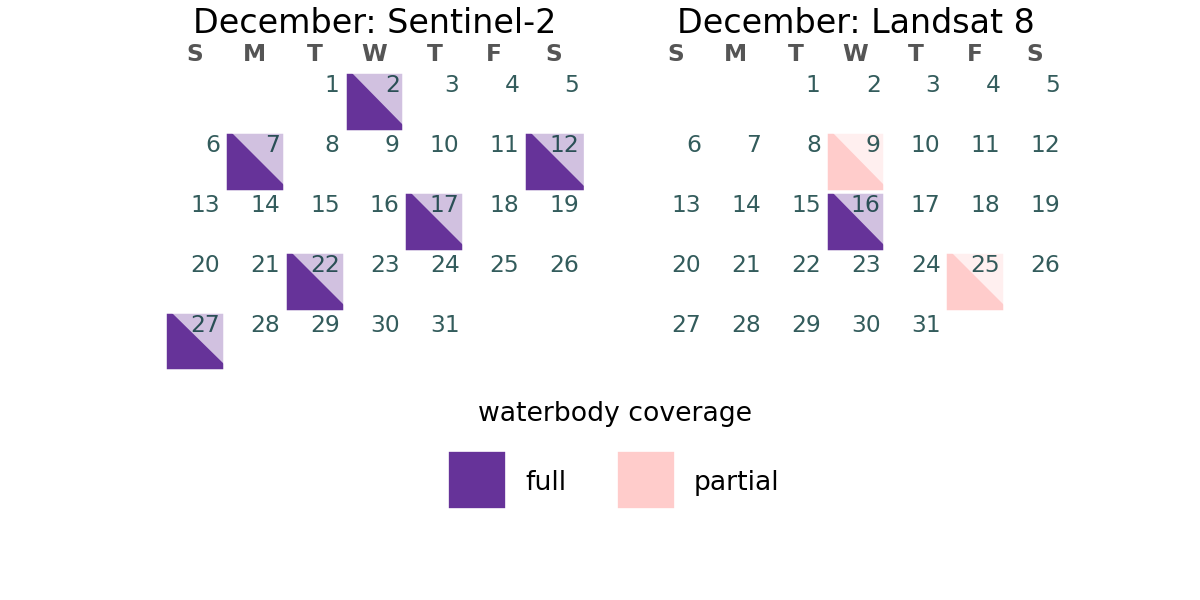 December: Sentinel-2
S M T W T F S
1 2 3 4 5
6 7 8 9 10 11 12
13 14 15 16 17 18 19
20 21 22 23 24 25 26
27 28 29 30 31
December: Landsat 8
S M T W T F S
1 2 3 4 5
6 7 8 9 10 11 12
13 14 15 16 17 18 19
20 21 22 23 24 25 26
27 28 29 30 31
waterbody coverage
full
partial